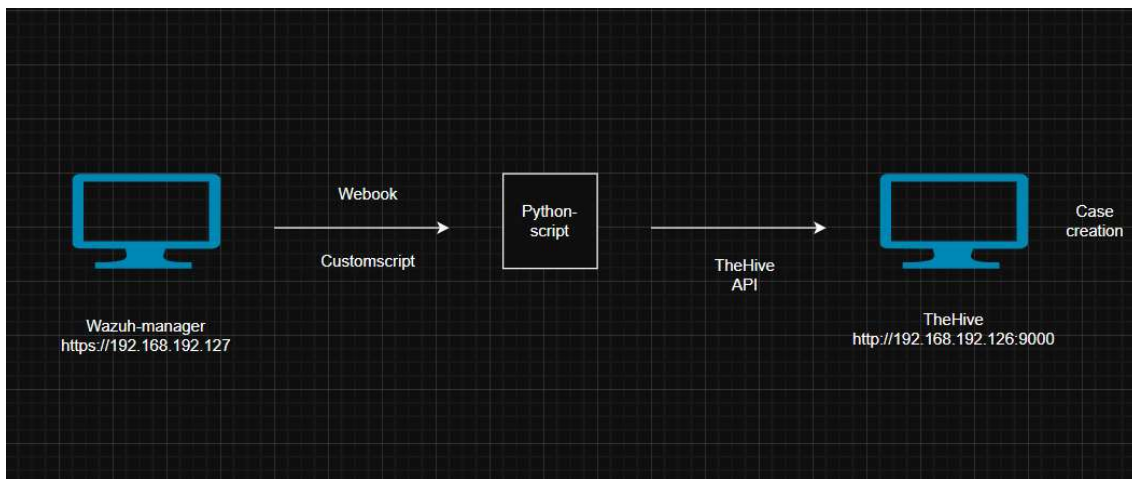 Webook
Customscript
Wazuh-manager
https://192.168.192.127
Python-
script
TheHive
API
Case
creation
TheHive
http://192.168.192.126:9000